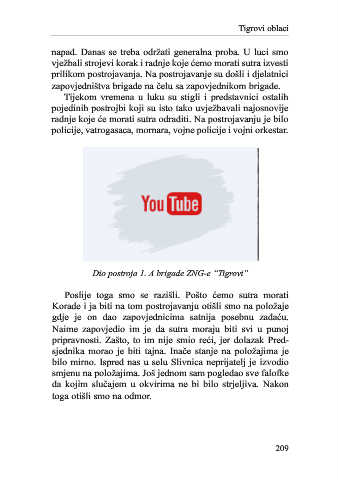 Tigrovi oblaci
napad. Danas se treba održati generalna proba. U luci smo
vježbali strojevi korak i radnje koje ćemo morati sutra izvesti
prilikom postrojavanja. Na postrojavanje su došli i djelatnici
zapovjedništva brigade na čelu sa zapovjednikom brigade.
Tijekom vremena u luku su stigli i predstavnici ostalih
pojedinih postrojbi koji su isto tako uvježbavali najosnovnije
radnje koje će morati sutra odraditi. Na postrojavanju je bilo
policije, vatrogasaca, mornara, vojne policije i vojni orkestar.
YouTube
Dio postroja 1. A brigade ZNG-e “Tigrovi”
Poslije toga smo se razišli. Pošto ćemo sutra morati
Korade i ja biti na tom postrojavanju otišli smo na položaje
gdje je on dao zapovjednicima satnija posebnu zadaću.
Naime zapovjedio im je da sutra moraju biti svi u punoj
pripravnosti. Zašto, to im nije smio reći, jer dolazak Pred-
sjednika morao je biti tajna. Inače stanje na položajima je
bilo mirno. Ispred nas u selu Slivnica neprijatelj je izvodio
smjenu na položajima. Još jednom sam pogledao sve
da kojim slučajem u okvirima ne bi bilo strjeljiva. Nakon
toga otišli smo na odmor.
209